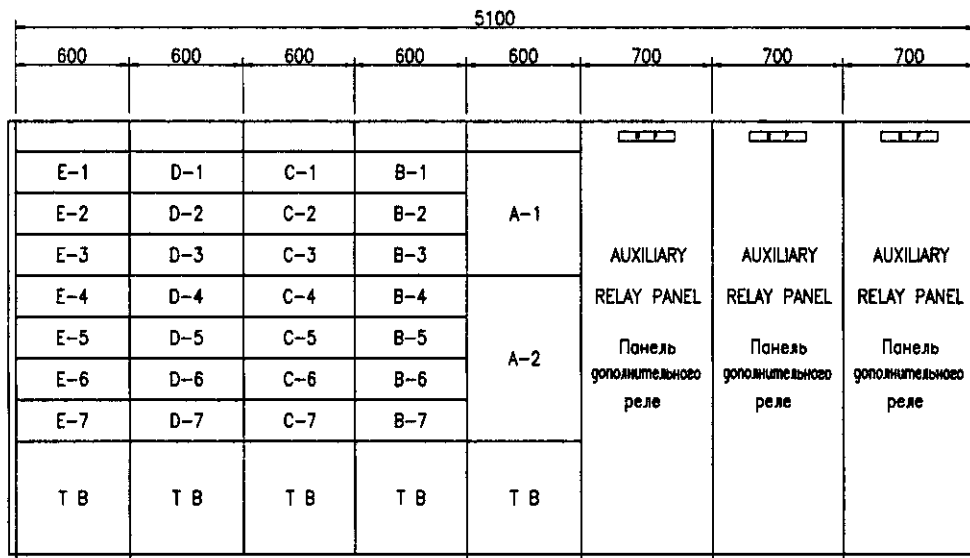 5100
600 600 600 600 600 700 700 700
E-1 D-1 C-1 B-1
E-2 D-2 C-2 B-2 A-1
E-3 D-3 C-3 B-3 AUXILIARY AUXILIARY AUXILIARY
E-4 D-4 C-4 B-4 RELAY PANEL RELAY PANEL RELAY PANEL
E-5 D-5 C-5 B-5 Панель Панель Панель
A-2
E-6 D-6 C-6 B-6 дополнительного дополнительного дополнительного
реле реле реле
E-7 D-7 C-7 B-7
T B T B T B T B T B